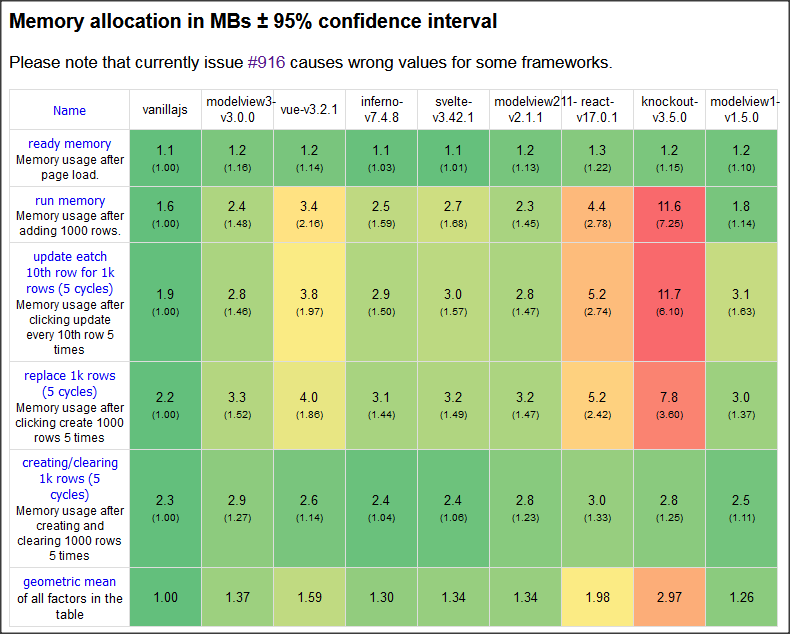 Memory allocation in MBs ± 95% confidence interval
Please note that currently issue #916 causes wrong values for some frameworks.
Name
vanillajs
modelview3-
v3.0.0
vue-v3.2.1
inferno-
v7.4.8
svelte-
v3.42.1
modelview211-
v2.1.1
react-
v17.0.1
knockout-
v3.5.0
modelview1-
v1.5.0
ready memory
Memory usage after
page load.
1.1
(1.00)
1.2
(1.16)
1.2
(1.14)
1.1
(1.03)
1.1
(1.01)
1.2
(1.13)
1.3
(1.22)
1.2
(1.15)
1.2
(1.10)
run memory
Memory usage after
adding 1000 rows.
1.6
(1.00)
2.4
(1.48)
3.4
(2.16)
2.5
(1.59)
2.7
(1.68)
2.3
(1.45)
4.4
(2.78)
11.6
(7.25)
1.8
(1.14)
update eatch
10th row for 1k
rows (5 cycles)
Memory usage after
clicking update
every 10th row 5
times
1.9
(1.00)
2.8
(1.46)
3.8
(1.97)
2.9
(1.50)
3.0
(1.57)
2.8
(1.47)
5.2
(2.74)
11.7
(6.10)
3.1
(1.63)
replace 1k rows
(5 cycles)
Memory usage after
clicking create 1000
rows 5 times
2.2
(1.00)
3.3
(1.52)
4.0
(1.86)
3.1
(1.44)
3.2
(1.49)
3.2
(1.47)
5.2
(2.42)
7.8
(3.60)
3.0
(1.37)
creating/clearing
1k rows (5
cycles)
Memory usage after
creating and
clearing 1000 rows
5 times
2.3
(1.00)
2.9
(1.27)
2.6
(1.14)
2.4
(1.04)
2.4
(1.06)
2.8
(1.23)
3.0
(1.33)
2.8
(1.25)
2.5
(1.11)
geometric mean
of all factors in the
table
1.00
1.37
1.59
1.30
1.34
1.34
1.98
2.97
1.26